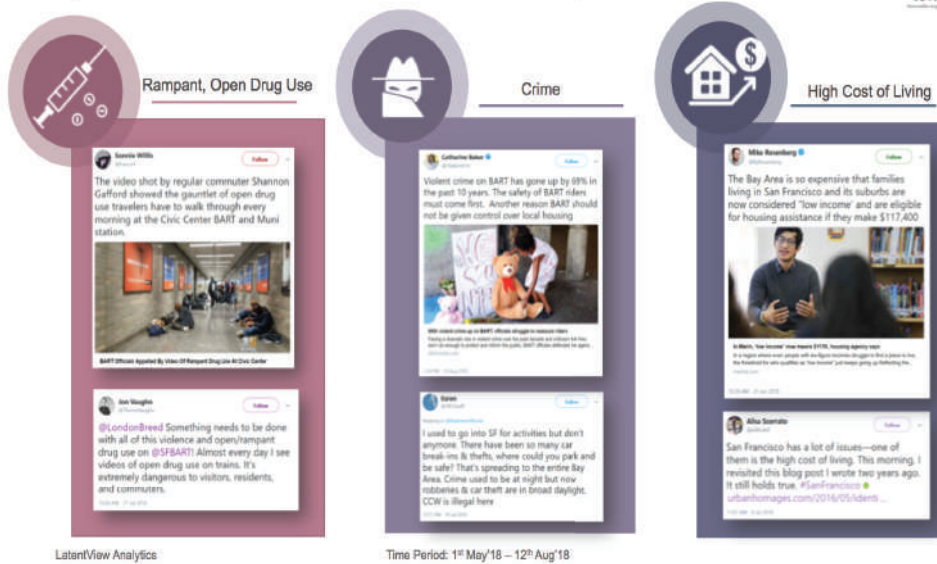 Rampant, Open Drug Use
Crime
High Cost of Living
Sonnie Willis
Follow
The video shot by regular commuter Shannon
Gafford showed the gauntlet of open drug
use travelers have to walk through every
morning at the Civic Center BART and Muni
station.
BART Officials Appalled By Video Of Rampant Drug Use At Civic Center
Jon Vaughn
Follow
@LondonBreed Something needs to be done
with all of this violence and open/rampant
drug use on @SFBART! Almost every day I see
videos of open drug use on trains. It's
extremely dangerous to visitors, residents,
and commuters.
Catharine Baker
Follow
Violent crime on BART has gone up by 69% in
the past 10 years. The safety of BART riders
must come first. Another reason BART should
not be given control over local housing
With violent crime up on BART officials struggle to reassure riders
Follow
I used to go into SF for activities but don't
anymore. There have been so many car
break-ins & thefts, where could you park and
be safe? That's spreading to the entire Bay
Area. Crime used to be at night but now
robberies & car theft are in broad daylight.
CCW is illegal here
Mike Rosenberg
Follow
The Bay Area is so expensive that families
living in San Francisco and its suburbs are
now considered "low income' and are eligible
for housing assistance if they make $117,400
In Marin, 'low income' now means $117K, housing agency says
Alisa Scerrato
Follow
San Francisco has a lot of issues—one of
them is the high cost of living. This morning, I
revisited this blog post I wrote two years ago.
It still holds true. #SanFrancisco
urbanhomages.com/2016/05/identi...
LatentView Analytics
Time Period: 1st May'18 – 12th Aug'18